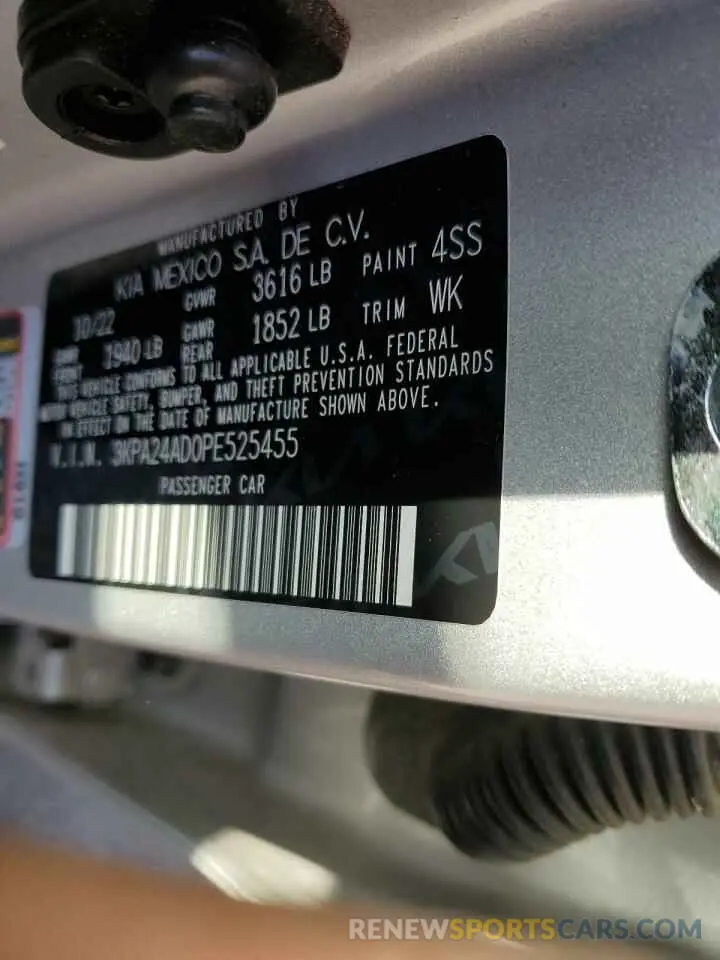 MANUFACTURED BY
KIA MEXICO S.A. DE C.V.
10/22 GVWR 3616 LB PAINT 4SS
GAWR FRONT 1940 LB GAWR REAR 1852 LB TRIM WK
THIS VEHICLE CONFORMS TO ALL APPLICABLE U.S.A. FEDERAL
MOTOR VEHICLE SAFETY, BUMPER, AND THEFT PREVENTION STANDARDS
IN EFFECT ON THE DATE OF MANUFACTURE SHOWN ABOVE.
V.I.N. 3KPA24AD0PE525455
PASSENGER CAR
RENEWSPORTSCARS.COM